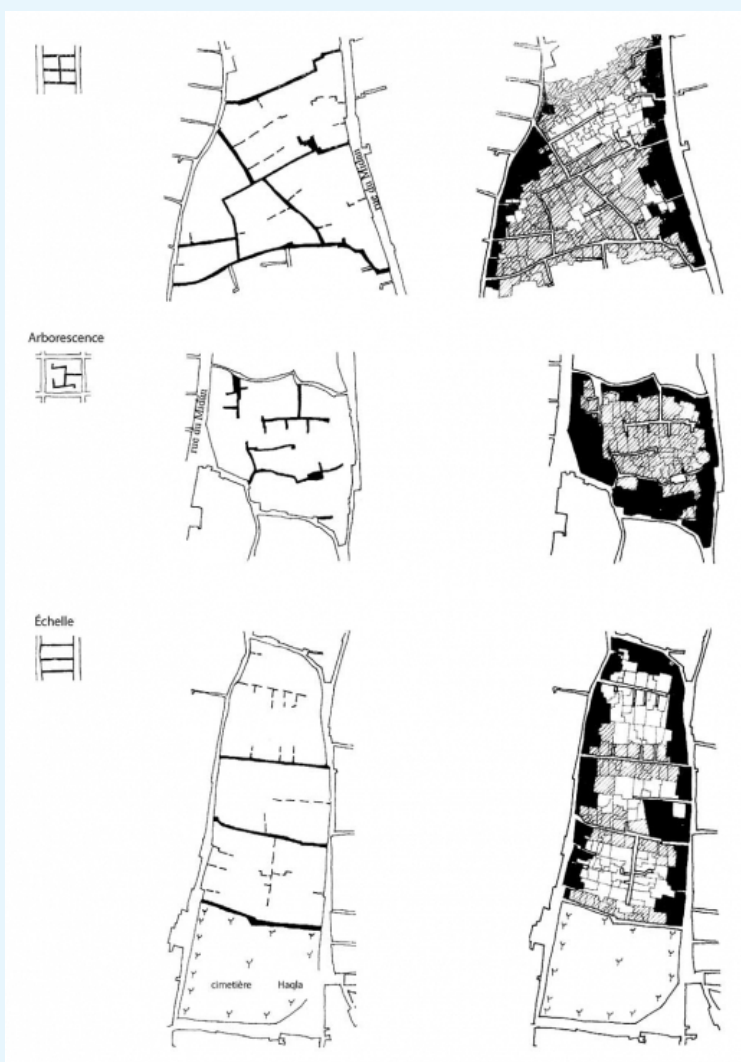 rue du Midan
Arborescence
rue du Midan
Échelle
cimetière Haqla